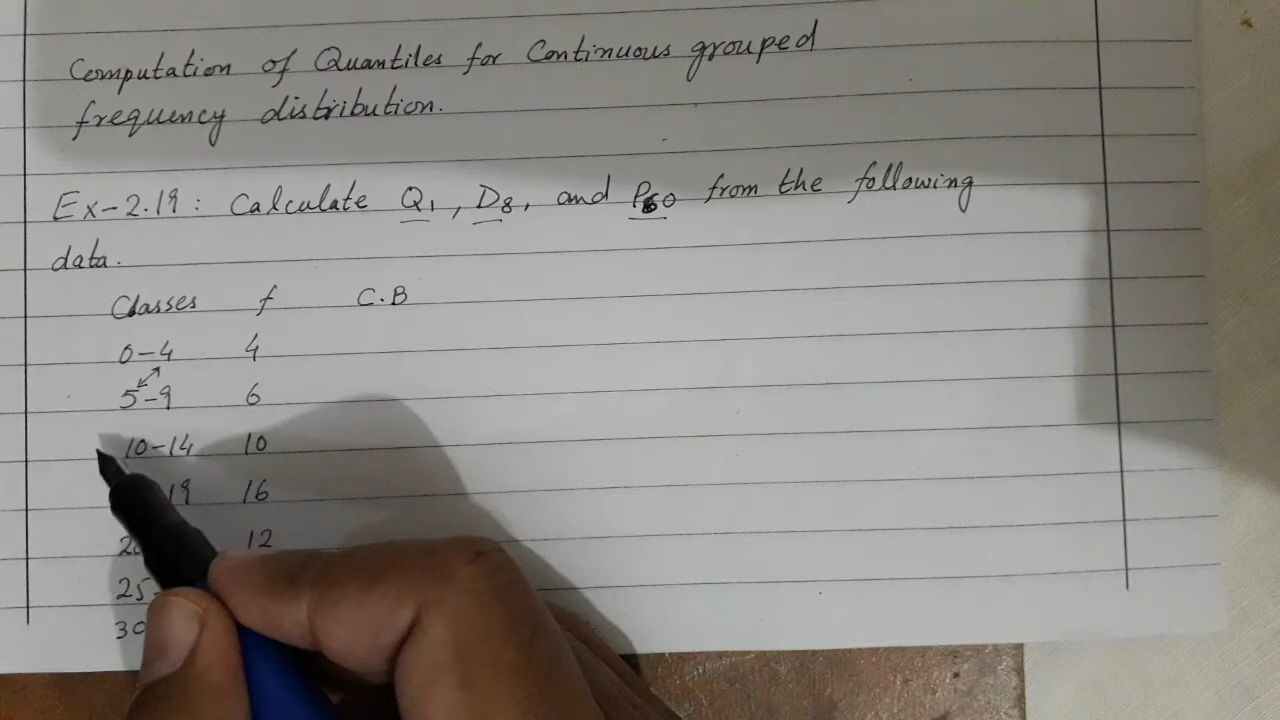 Computation of Quantiles for Continuous grouped
frequency distribution.
Ex-2.19: Calculate Q1, D8, and P60 from the following
data.
Classes f C.B
0-4 4
5-9 6
10-14 10
19 16
12
25
30